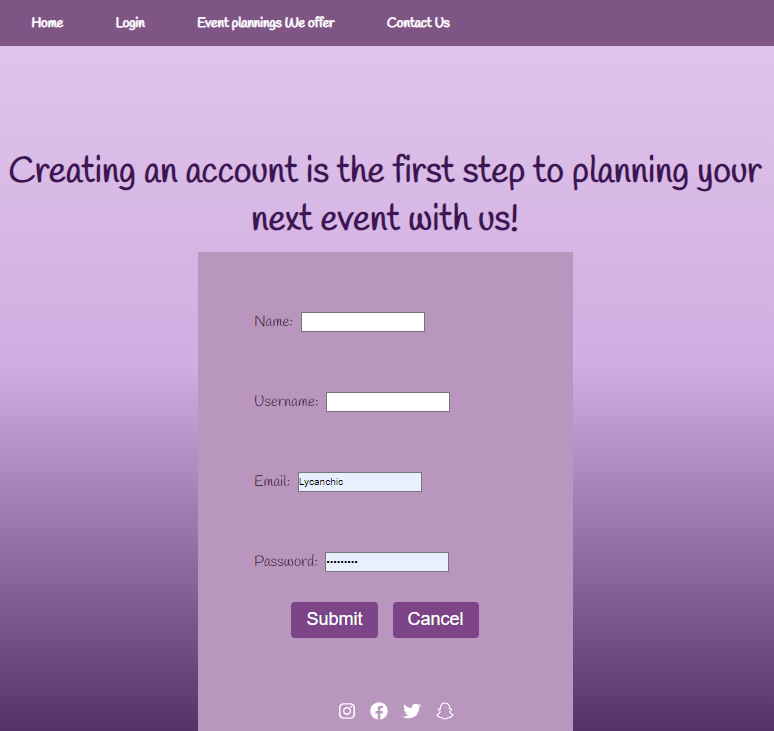 Home Login Event plannings We offer Contact Us
Creating an account is the first step to planning your
next event with us!
Name:
Username:
Email: Lycanchic
Password: •••••••••
Submit Cancel